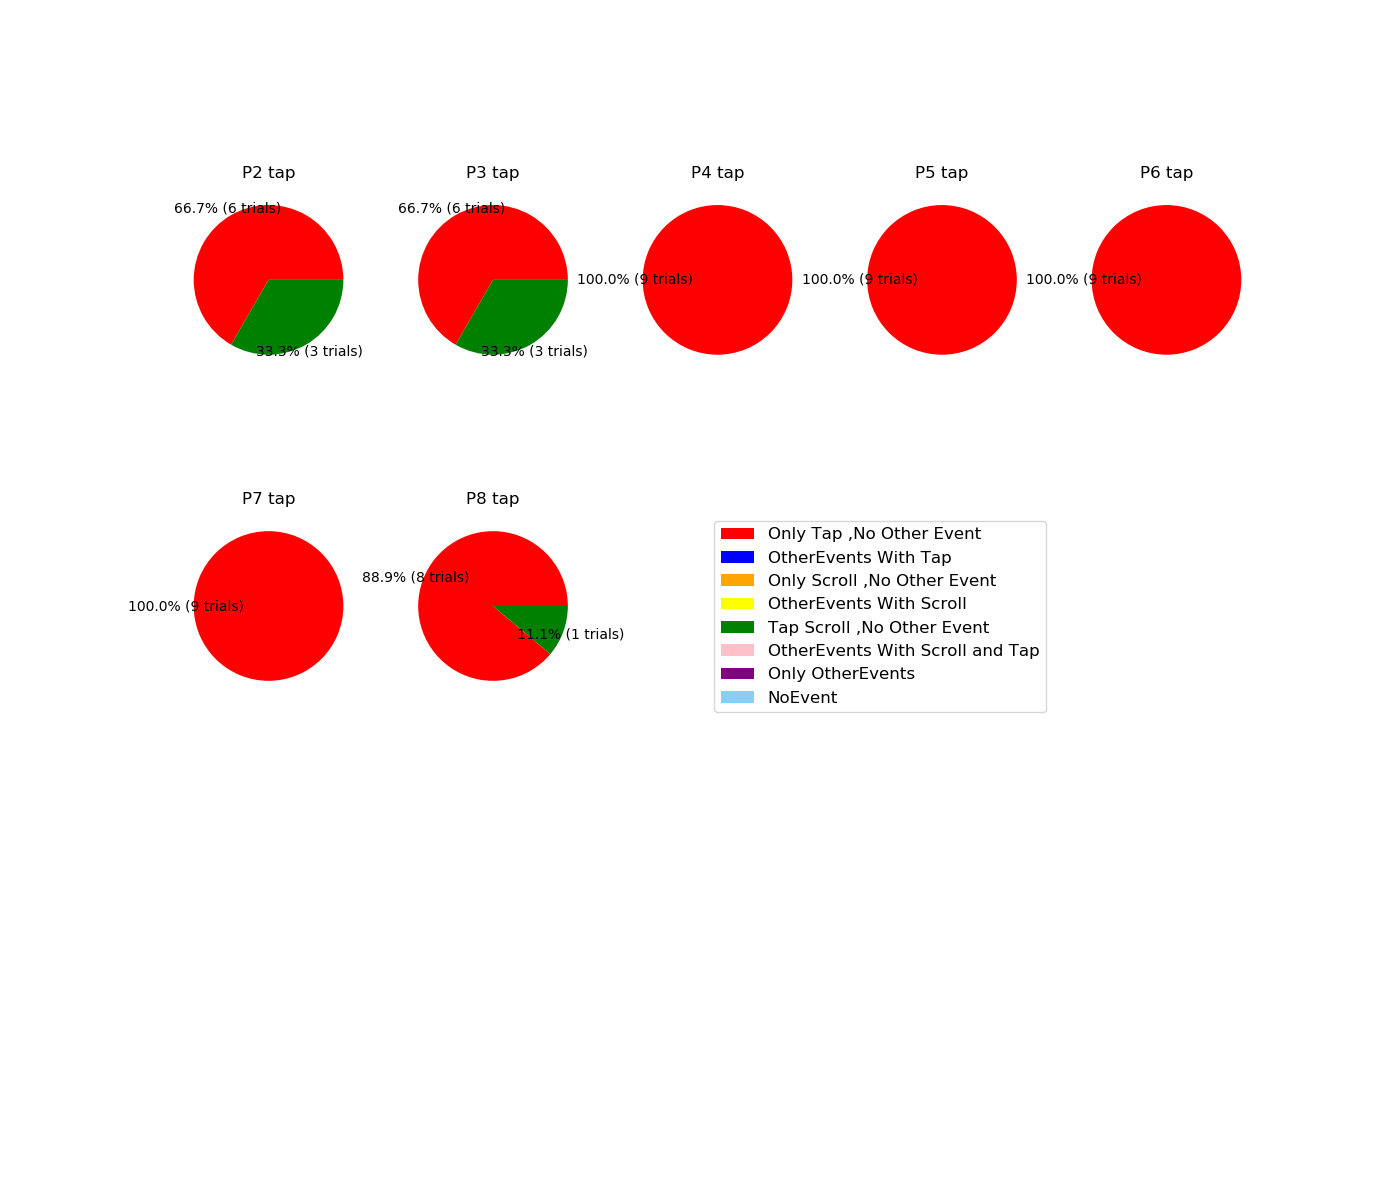 P2 tap
P3 tap
P4 tap
P5 tap
P6 tap
66.7% (6 trials)
66.7% (6 trials)
100.0% (9 trials)
100.0% (9 trials)
100.0% (9 trials)
33.3% (3 trials)
33.3% (3 trials)
P7 tap
P8 tap
100.0% (9 trials)
88.9% (8 trials)
11.1% (1 trials)
Only Tap ,No Other Event
OtherEvents With Tap
Only Scroll ,No Other Event
OtherEvents With Scroll
Tap Scroll ,No Other Event
OtherEvents With Scroll and Tap
Only OtherEvents
NoEvent